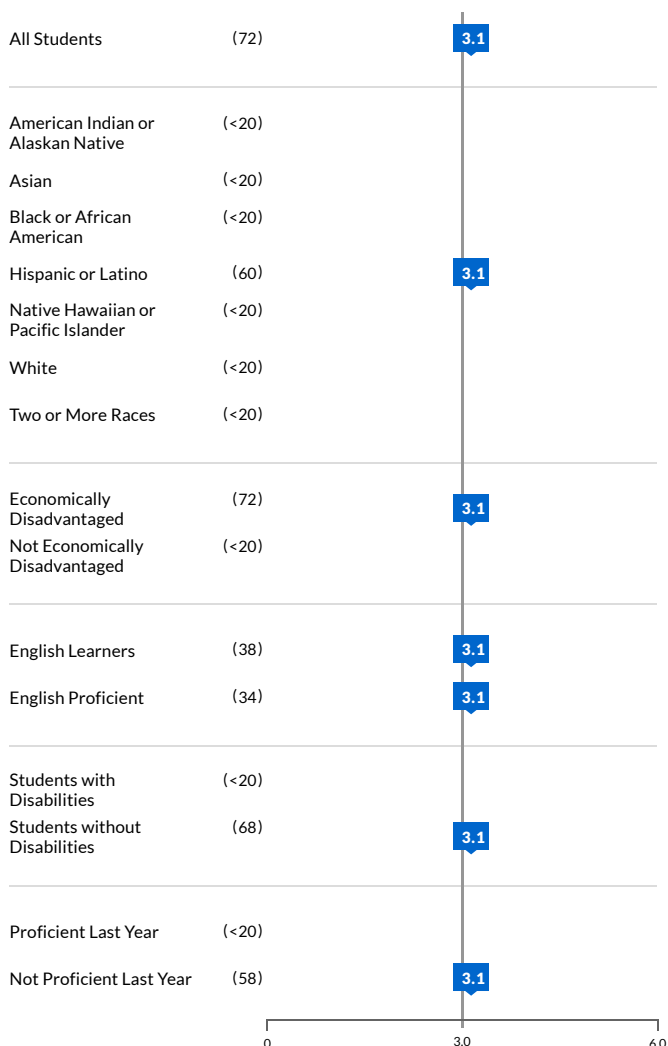 All Students (72) 3.1
American Indian or (<20)
Alaskan Native
Asian (<20)
Black or African (<20)
American
Hispanic or Latino (60) 3.1
Native Hawaiian or (<20)
Pacific Islander
White (<20)
Two or More Races (<20)
Economically (72) 3.1
Disadvantaged
Not Economically (<20)
Disadvantaged
English Learners (38) 3.1
English Proficient (34) 3.1
Students with (<20)
Disabilities
Students without (68) 3.1
Disabilities
Proficient Last Year (<20)
Not Proficient Last Year (58) 3.1
0 3.0 6.0